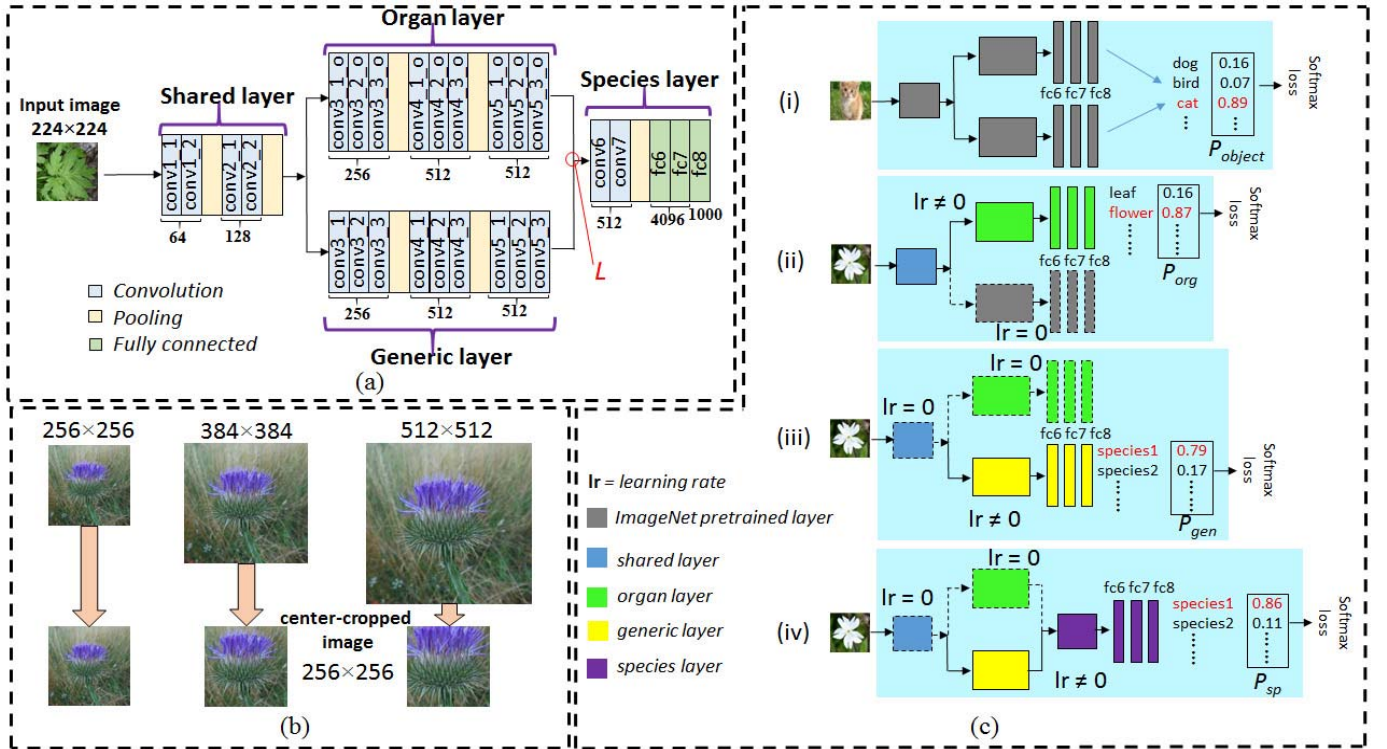 Organ layer
conv3_1_o
conv3_2_o
conv3_3_o
conv4_1_o
conv4_2_o
conv4_3_o
conv5_1_o
conv5_2_o
conv5_3_o
256
512
512
Input image
224×224
Shared layer
conv1_1
conv1_2
conv2_1
conv2_2
64
128
Species layer
conv6
conv7
fc6
fc7
fc8
512
4096
1000
L
conv3_1
conv3_2
conv3_3
conv4_1
conv4_2
conv4_3
conv5_1
conv5_2
conv5_3
256
512
512
Generic layer
Convolution
Pooling
Fully connected
(a)
256×256
384×384
512×512
center-cropped
image
256×256
(b)
lr = learning rate
ImageNet pretrained layer
shared layer
organ layer
generic layer
species layer
(i)
fc6 fc7 fc8
dog
bird
cat
...
0.16
0.07
0.89
...
P_object
Softmax
loss
(ii)
lr ≠ 0
fc6 fc7 fc8
lr = 0
leaf
flower
......
0.16
0.87
......
P_org
Softmax
loss
(iii)
lr = 0
lr = 0
fc6 fc7 fc8
lr ≠ 0
species1
species2
......
0.79
0.17
......
P_gen
Softmax
loss
(iv)
lr = 0
lr = 0
fc6 fc7 fc8
lr ≠ 0
species1
species2
......
0.86
0.11
......
P_sp
Softmax
loss
(c)